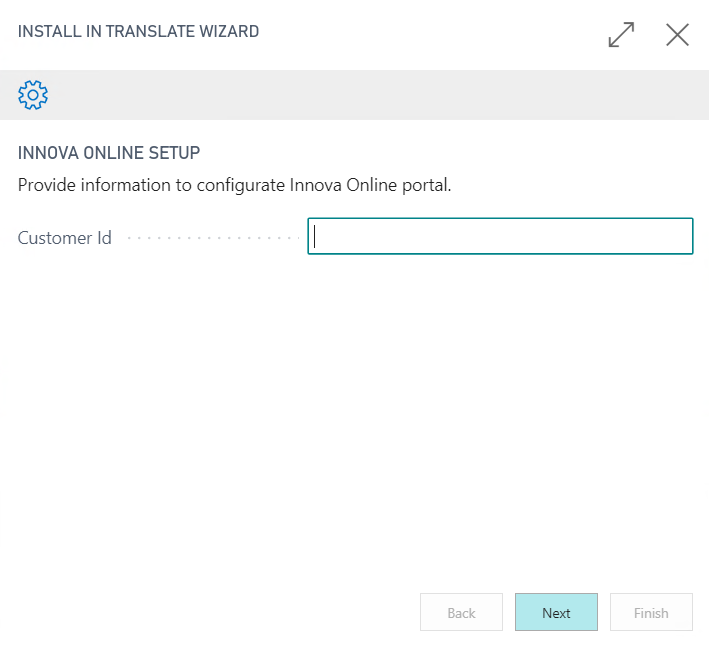 INSTALL IN TRANSLATE WIZARD
INNOVA ONLINE SETUP
Provide information to configurate Innova Online portal.
Customer Id
Back
Next
Finish